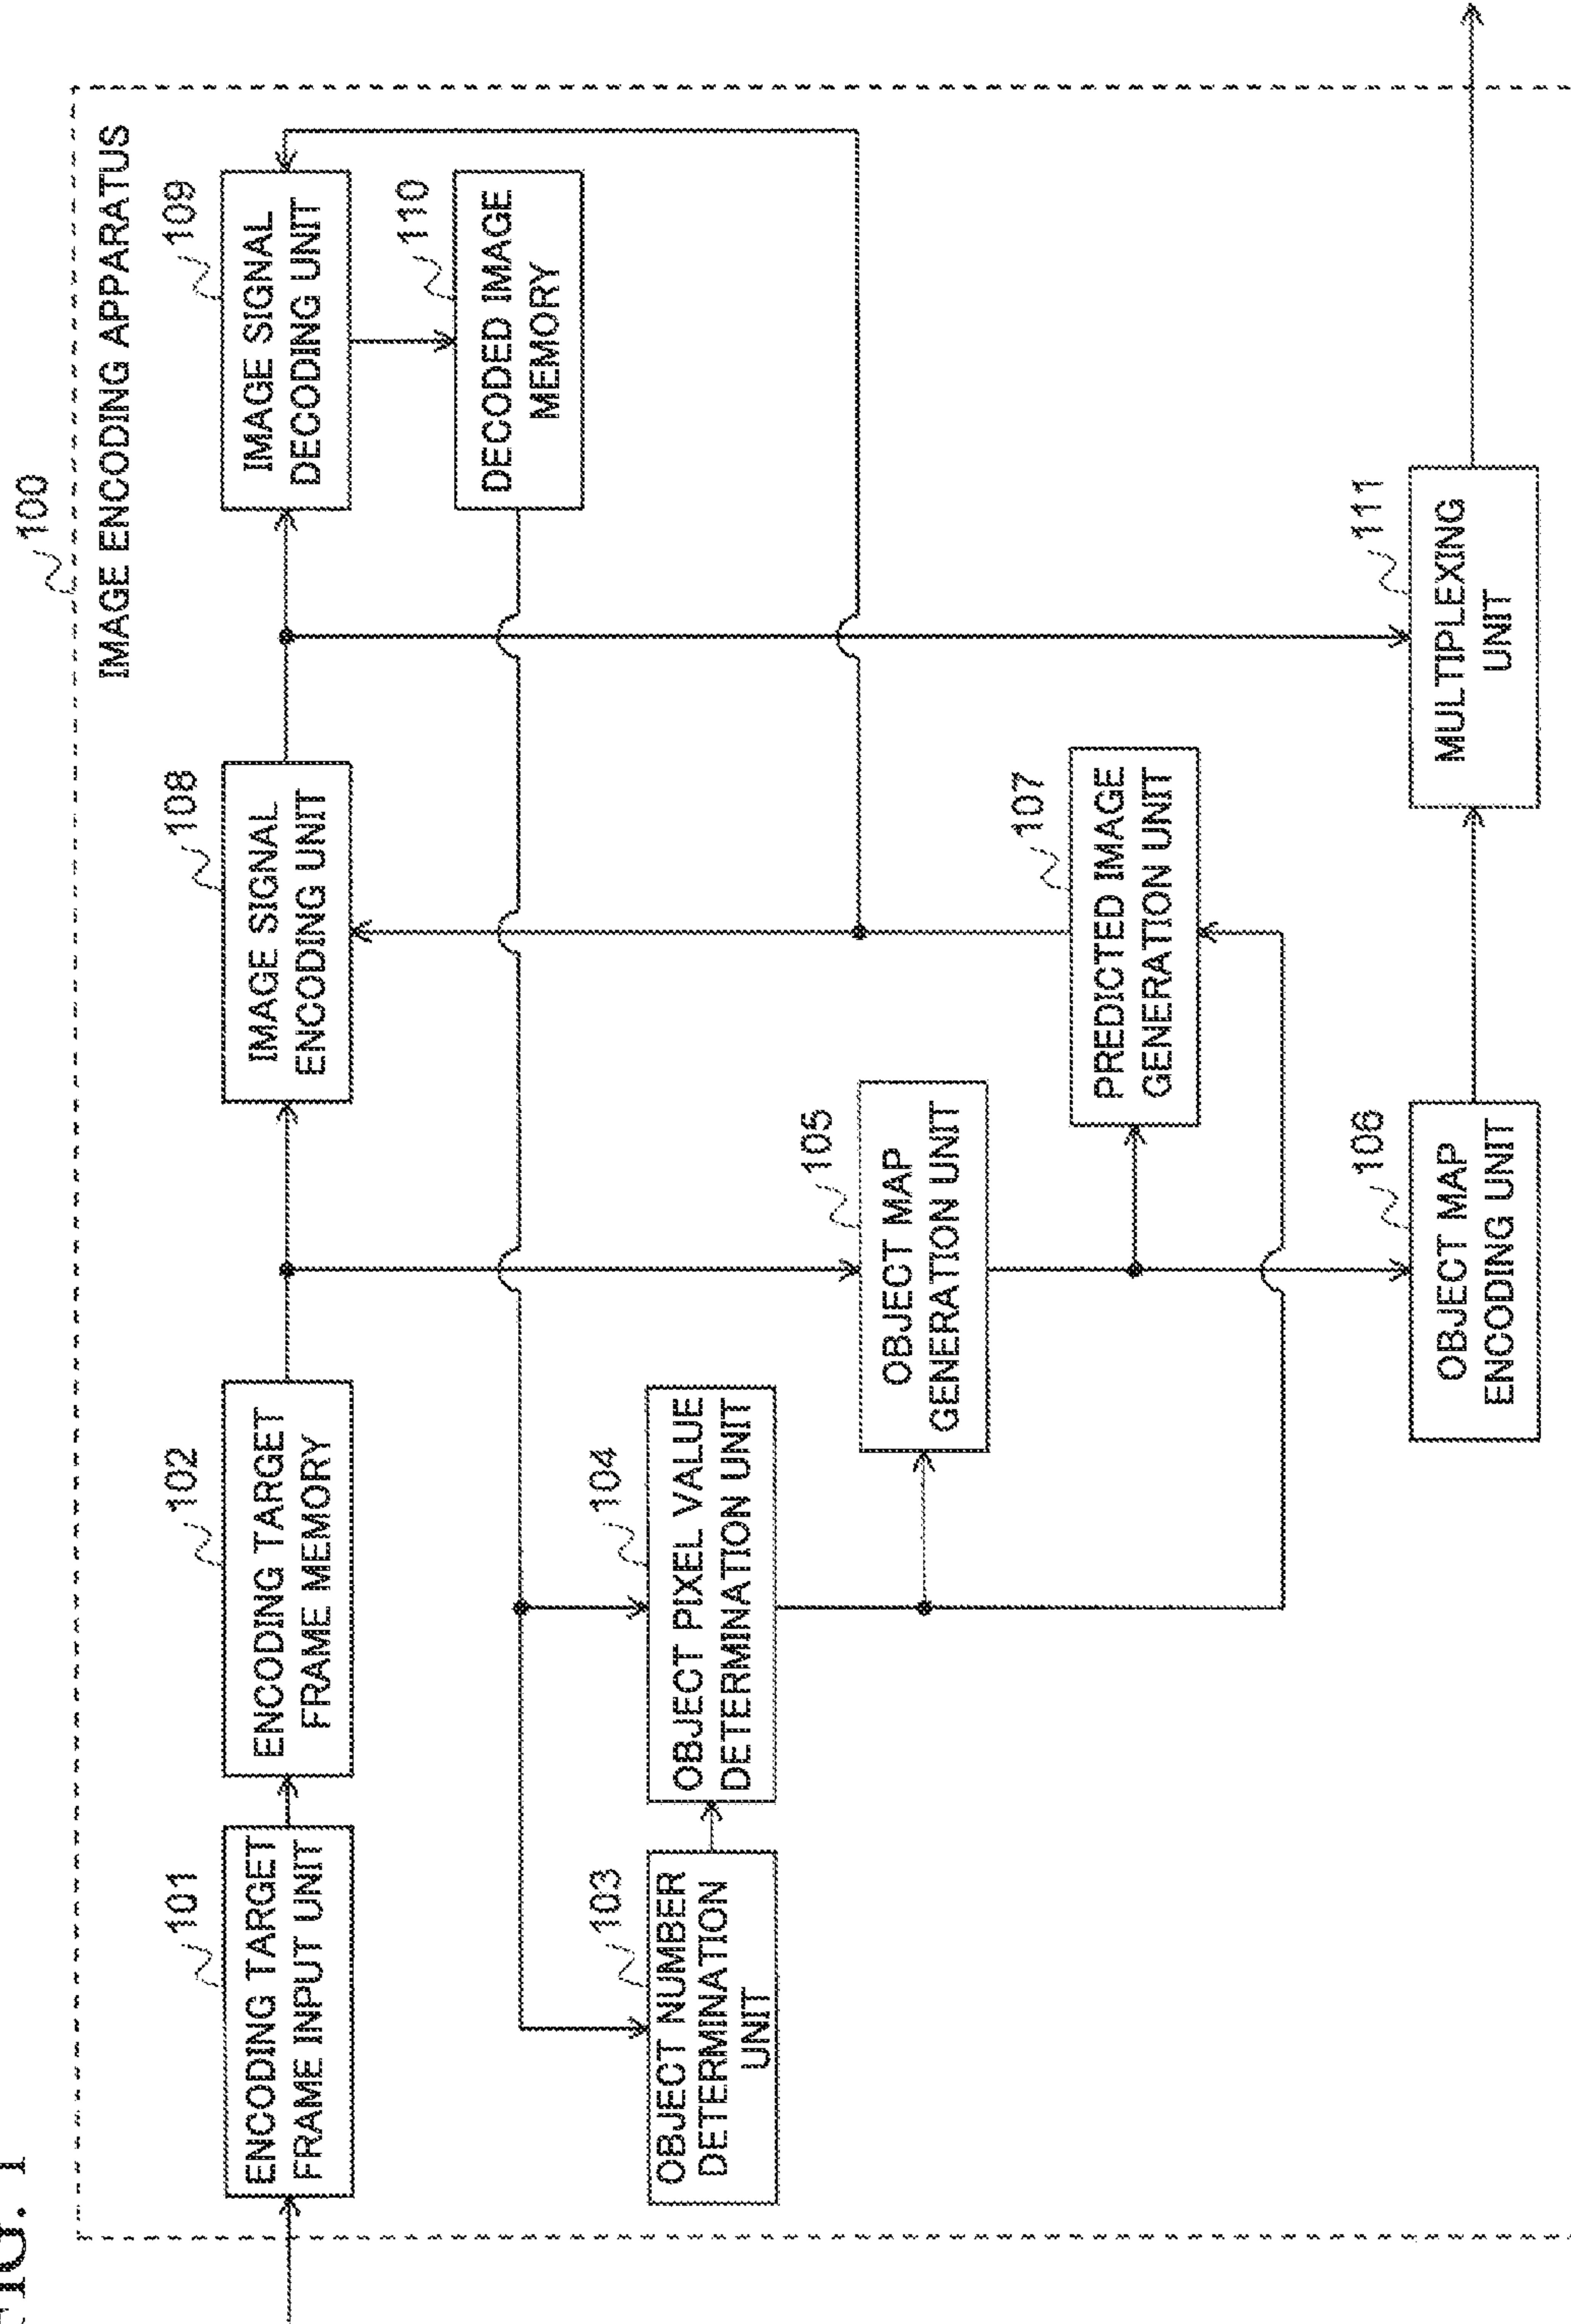 FIG. 1
100
IMAGE ENCODING APPARATUS
101
ENCODING TARGET
FRAME INPUT UNIT
102
ENCODING TARGET
FRAME MEMORY
108
IMAGE SIGNAL
ENCODING UNIT
109
IMAGE SIGNAL
DECODING UNIT
110
DECODED IMAGE
MEMORY
103
OBJECT NUMBER
DETERMINATION
UNIT
104
OBJECT PIXEL VALUE
DETERMINATION UNIT
105
OBJECT MAP
GENERATION UNIT
107
PREDICTED IMAGE
GENERATION UNIT
106
OBJECT MAP
ENCODING UNIT
111
MULTIPLEXING
UNIT